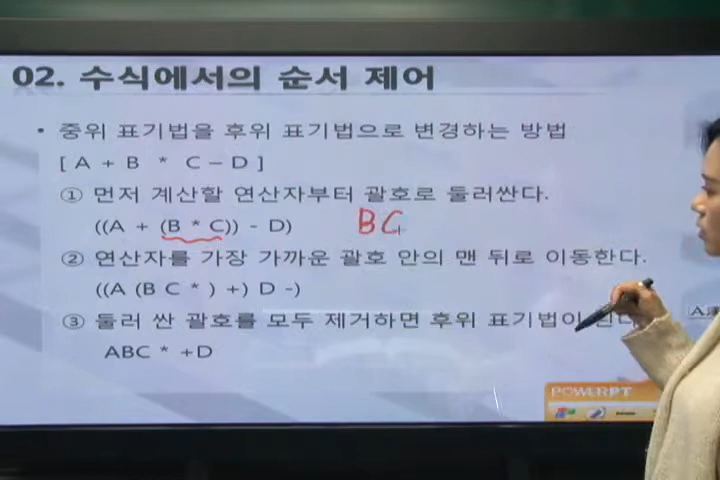 02. 수식에서의 순서 제어
• 중위 표기법을 후위 표기법으로 변경하는 방법
[ A + B * C – D ]
① 먼저 계산할 연산자부터 괄호로 둘러싼다.
((A + (B * C)) - D) BC
② 연산자를 가장 가까운 괄호 안의 맨 뒤로 이동한다.
((A (B C * ) +) D -)
③ 둘러 싼 괄호를 모두 제거하면 후위 표기법이
ABC * +D
POWERPT